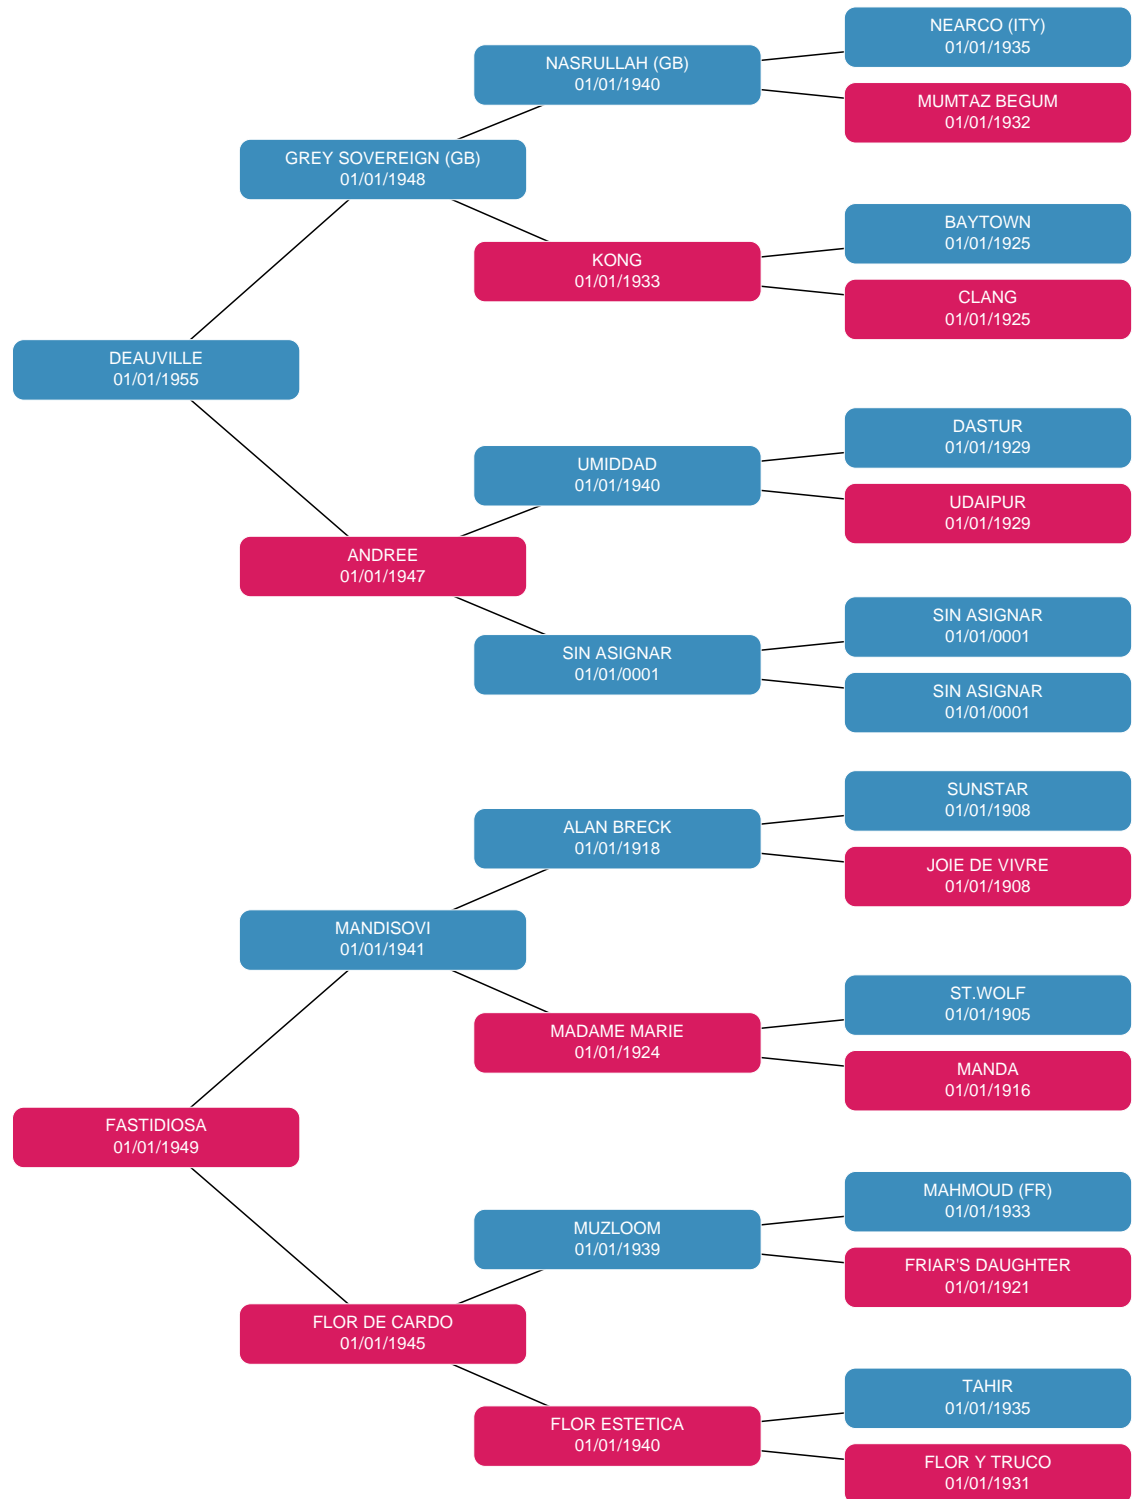 NEARCO (ITY)
01/01/1935
NASRULLAH (GB)
01/01/1940
MUMTAZ BEGUM
01/01/1932
GREY SOVEREIGN (GB)
01/01/1948
BAYTOWN
01/01/1925
KONG
01/01/1933
CLANG
01/01/1925
DEAUVILLE
01/01/1955
DASTUR
01/01/1929
UMIDDAD
01/01/1940
UDAIPUR
01/01/1929
ANDREE
01/01/1947
SIN ASIGNAR
01/01/0001
SIN ASIGNAR
01/01/0001
SIN ASIGNAR
01/01/0001
SUNSTAR
01/01/1908
ALAN BRECK
01/01/1918
JOIE DE VIVRE
01/01/1908
MANDISOVI
01/01/1941
ST.WOLF
01/01/1905
MADAME MARIE
01/01/1924
MANDA
01/01/1916
FASTIDIOSA
01/01/1949
MAHMOUD (FR)
01/01/1933
MUZLOOM
01/01/1939
FRIAR'S DAUGHTER
01/01/1921
FLOR DE CARDO
01/01/1945
TAHIR
01/01/1935
FLOR ESTETICA
01/01/1940
FLOR Y TRUCO
01/01/1931